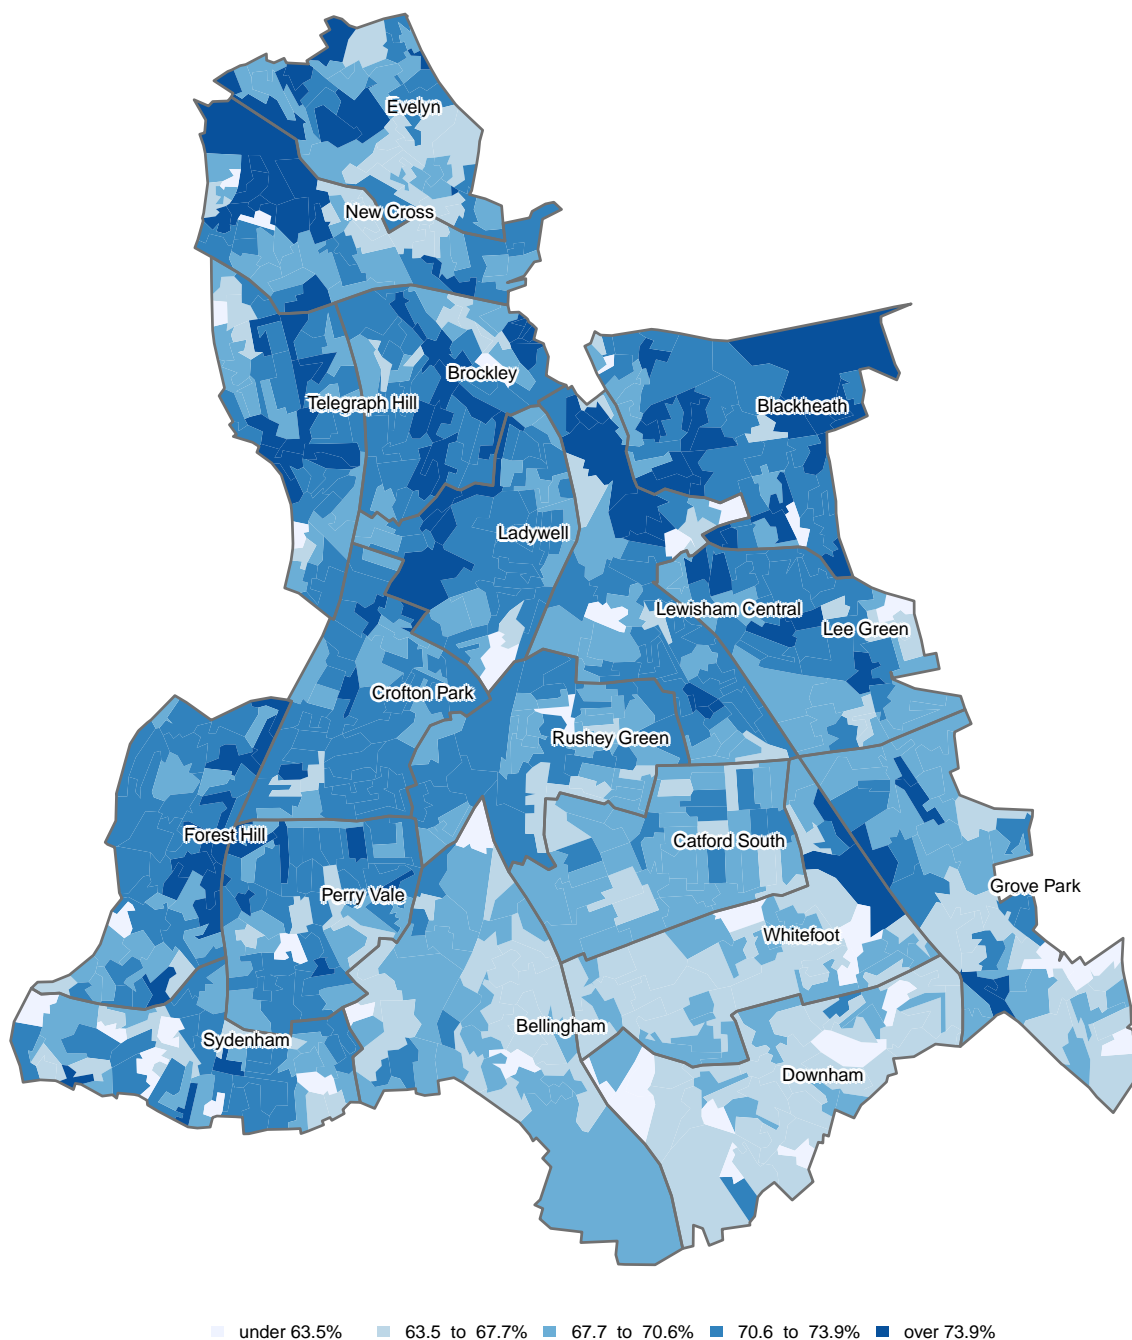 Evelyn
New Cross
Brockley
Telegraph Hill
Blackheath
Ladywell
Lewisham Central
Lee Green
Crofton Park
Rushey Green
Forest Hill
Catford South
Perry Vale
Grove Park
Whitefoot
Bellingham
Sydenham
Downham
under 63.5% 63.5 to 67.7% 67.7 to 70.6% 70.6 to 73.9% over 73.9%